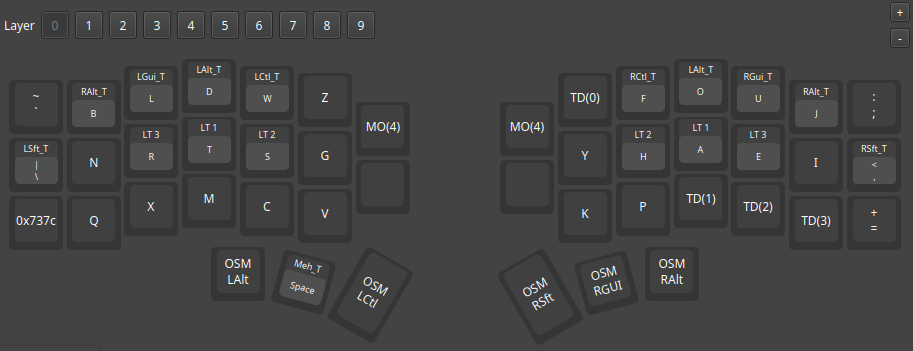 Layer 0 1 2 3 4 5 6 7 8 9
+
-
~
`
RAlt_T
B
LGui_T
L
LAlt_T
D
LCtl_T
W
Z
MO(4)
MO(4)
TD(0)
RCtl_T
F
LAlt_T
O
RGui_T
U
RAlt_T
J
:
;
LSft_T
|
\
N
LT 3
R
LT 1
T
LT 2
S
G
Y
LT 2
H
LT 1
A
LT 3
E
I
RSft_T
<
,
0x737c
Q
X
M
C
V
K
P
TD(1)
TD(2)
TD(3)
+
=
OSM
LAlt
Meh_T
Space
OSM
LCtl
OSM
RSft
OSM
RGUI
OSM
RAlt